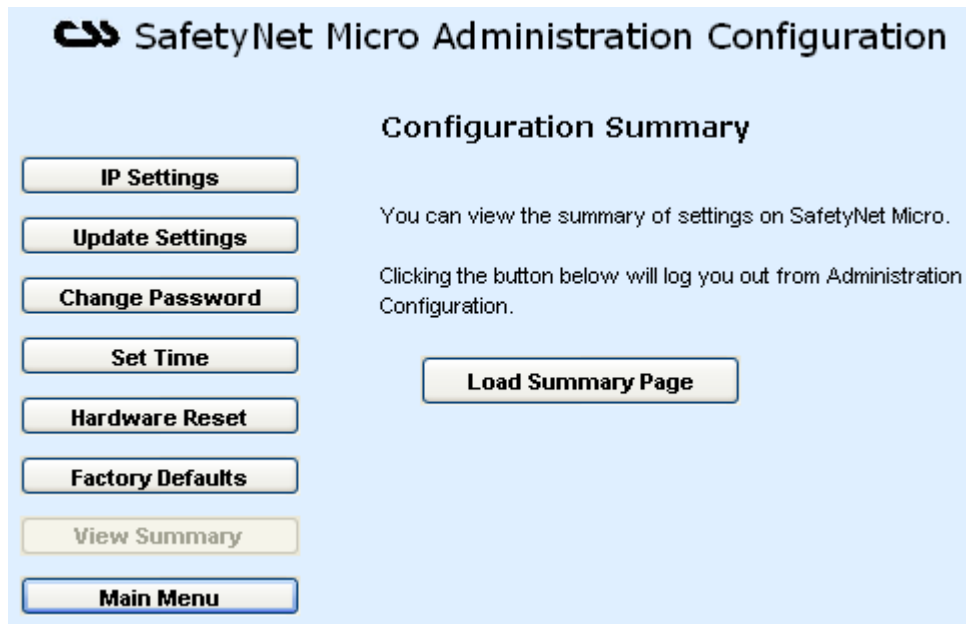 CSS SafetyNet Micro Administration Configuration
Configuration Summary
IP Settings
Update Settings
Change Password
Set Time
Hardware Reset
Factory Defaults
View Summary
Main Menu
You can view the summary of settings on SafetyNet Micro.
Clicking the button below will log you out from Administration
Configuration.
Load Summary Page